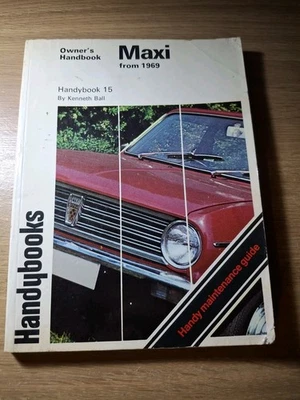 Owner's
Handbook
Maxi
from 1969
Handybook 15
By Kenneth Ball
Handybooks
Handy maintenance guide